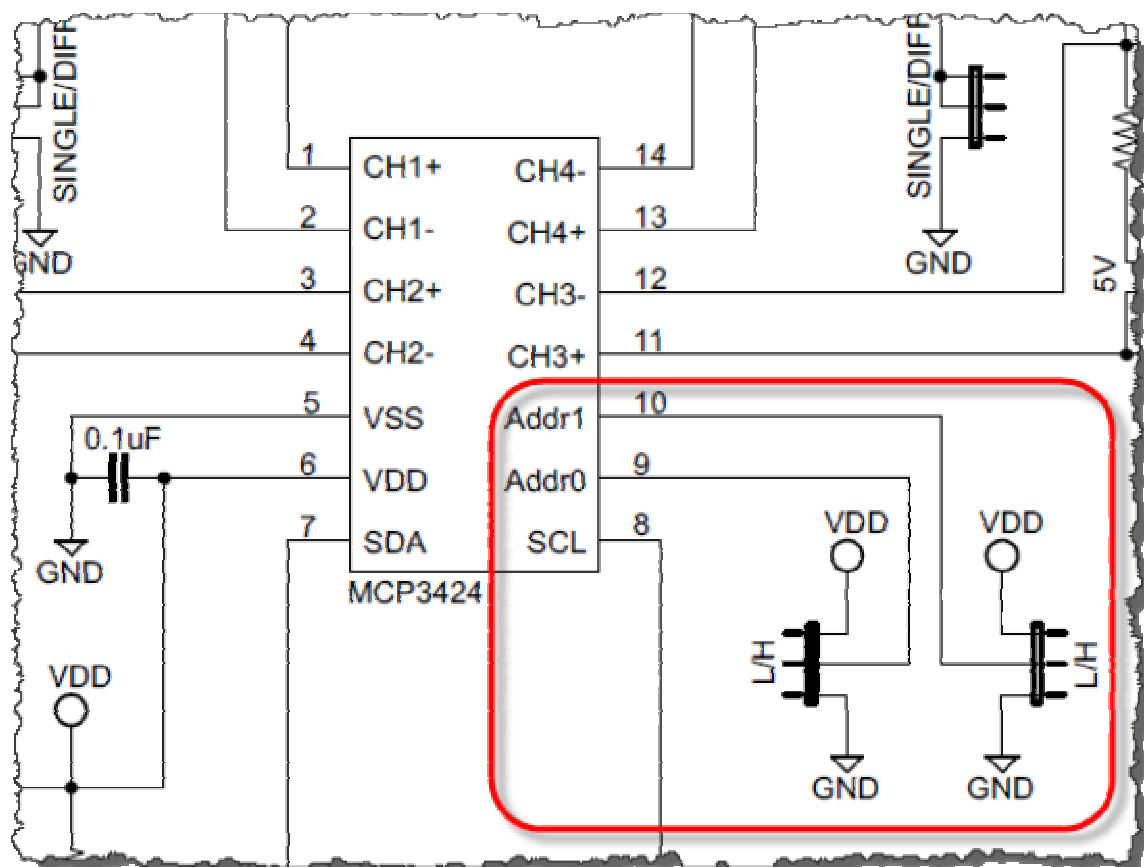 SINGLE/DIFF
GND
1
CH1+
CH4-
14
2
CH1-
CH4+
13
3
CH2+
CH3-
12
4
CH2-
CH3+
11
5
VSS
Addr1
10
6
VDD
Addr0
9
7
SDA
SCL
8
MCP3424
0.1uF
GND
VDD
SINGLE/DIFF
GND
5V
VDD
VDD
L/H
L/H
GND
GND